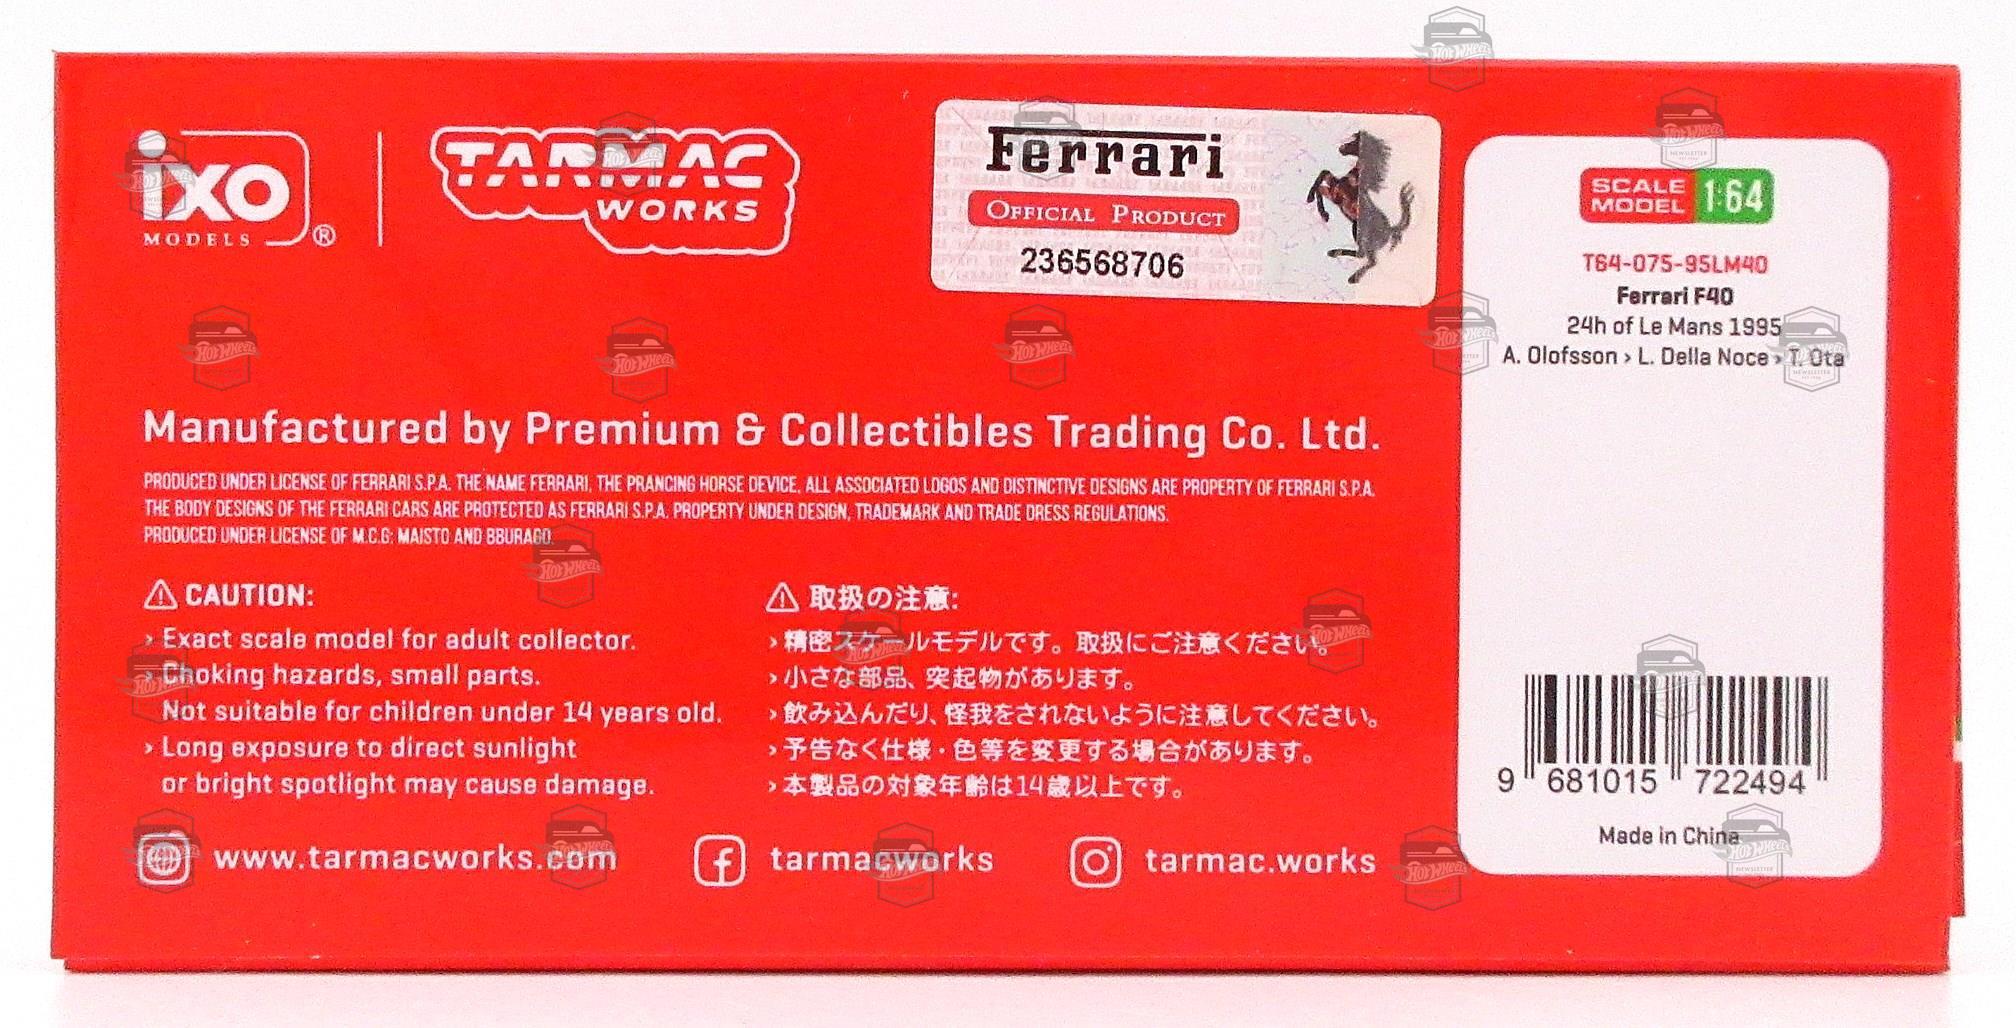 ixo
MODELS ®
TARMAC
WORKS
Ferrari
OFFICIAL PRODUCT
236568706
SCALE
MODEL 1:64
T64-075-95LM40
Ferrari F40
24h of Le Mans 1995
A. Olofsson › L. Della Noce › T. Ota
Manufactured by Premium & Collectibles Trading Co. Ltd.
PRODUCED UNDER LICENSE OF FERRARI S.P.A. THE NAME FERRARI, THE PRANCING HORSE DEVICE, ALL ASSOCIATED LOGOS AND DISTINCTIVE DESIGNS ARE PROPERTY OF FERRARI S.P.A.
THE BODY DESIGNS OF THE FERRARI CARS ARE PROTECTED AS FERRARI S.P.A. PROPERTY UNDER DESIGN, TRADEMARK AND TRADE DRESS REGULATIONS.
PRODUCED UNDER LICENSE OF M.C.G: MAISTO AND BBURAGO.
CAUTION:
› Exact scale model for adult collector.
› Choking hazards, small parts.
Not suitable for children under 14 years old.
› Long exposure to direct sunlight
or bright spotlight may cause damage.
取扱の注意:
› 精密スケールモデルです。取扱にご注意ください。
› 小さな部品、突起物があります。
› 飲み込んだり、怪我をされないように注意してください。
› 予告なく仕様・色等を変更する場合があります。
› 本製品の対象年齢は14歳以上です。
9 681015 722494
Made in China
www.tarmacworks.com
tarmacworks
tarmac.works
Hot Wheels
NEWSLETTER